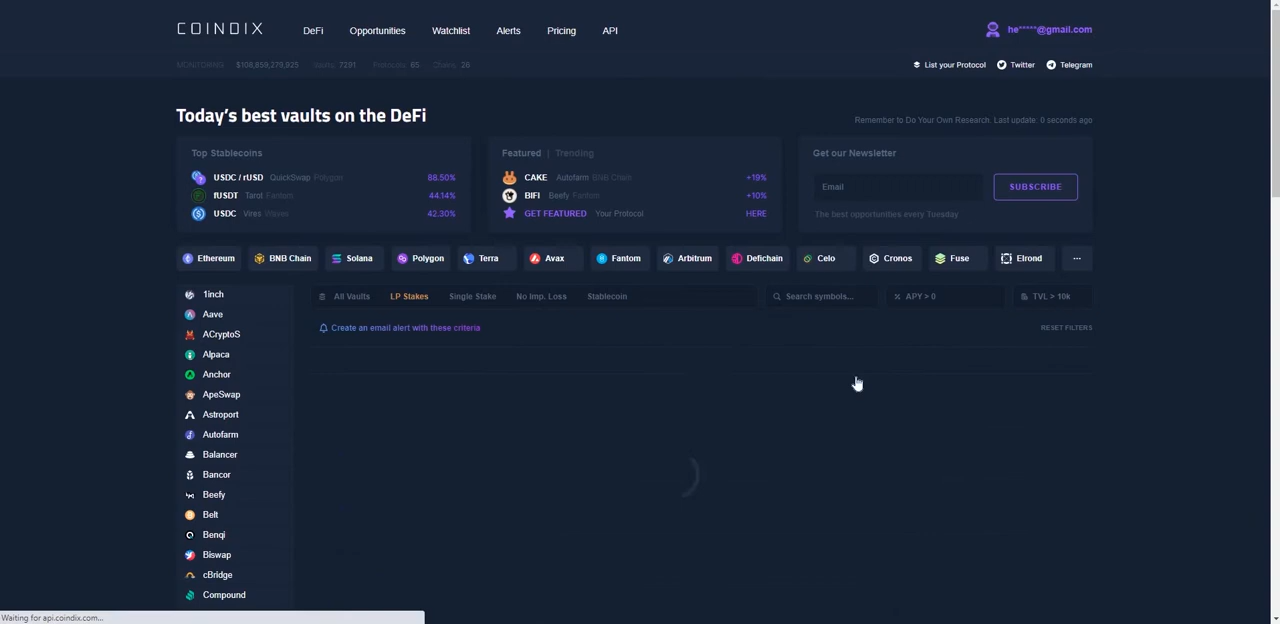 COINDIX DeFi Opportunities Watchlist Alerts Pricing API he*****@gmail.com
MONITORING $108,859,279,925 Vaults: 7291 Protocols: 65 Chains: 26 List your Protocol Twitter Telegram
Today's best vaults on the DeFi
Remember to Do Your Own Research. Last update: 0 seconds ago
Top Stablecoins
USDC / rUSD QuickSwap Polygon 88.50%
fUSDT Tarot Fantom 44.14%
USDC Vires Waves 42.30%
Featured | Trending
CAKE Autofarm BNB Chain +19%
BIFI Beefy Fantom +10%
GET FEATURED Your Protocol HERE
Get our Newsletter
Email SUBSCRIBE
The best opportunities every Tuesday
Ethereum BNB Chain Solana Polygon Terra Avax Fantom Arbitrum Defichain Celo Cronos Fuse Elrond ...
All Vaults LP Stakes Single Stake No Imp. Loss Stablecoin Search symbols... APY > 0 TVL > 10k
Create an email alert with these criteria RESET FILTERS
1inch
Aave
ACryptoS
Alpaca
Anchor
ApeSwap
Astroport
Autofarm
Balancer
Bancor
Beefy
Belt
Benqi
Biswap
cBridge
Compound
Waiting for api.coindix.com...